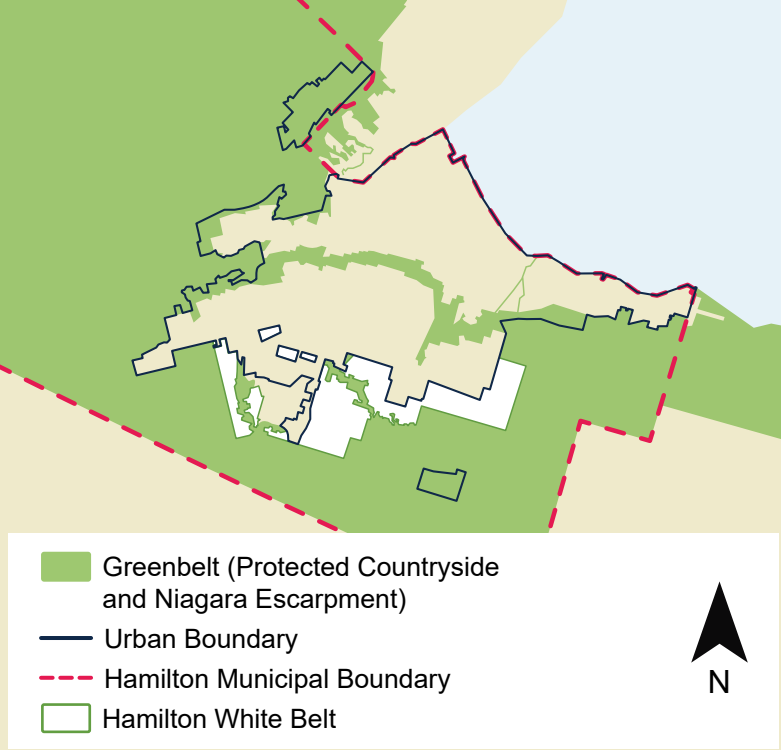 Greenbelt (Protected Countryside
and Niagara Escarpment)
Urban Boundary
Hamilton Municipal Boundary
Hamilton White Belt
N